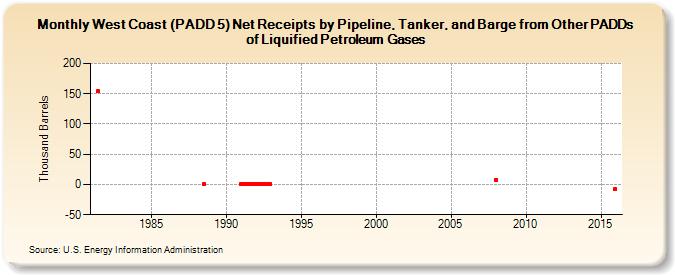 Monthly West Coast (PADD 5) Net Receipts by Pipeline, Tanker, and Barge from Other PADDs
of Liquified Petroleum Gases
Thousand Barrels
200
150
100
50
0
-50
1985 1990 1995 2000 2005 2010 2015
Source: U.S. Energy Information Administration